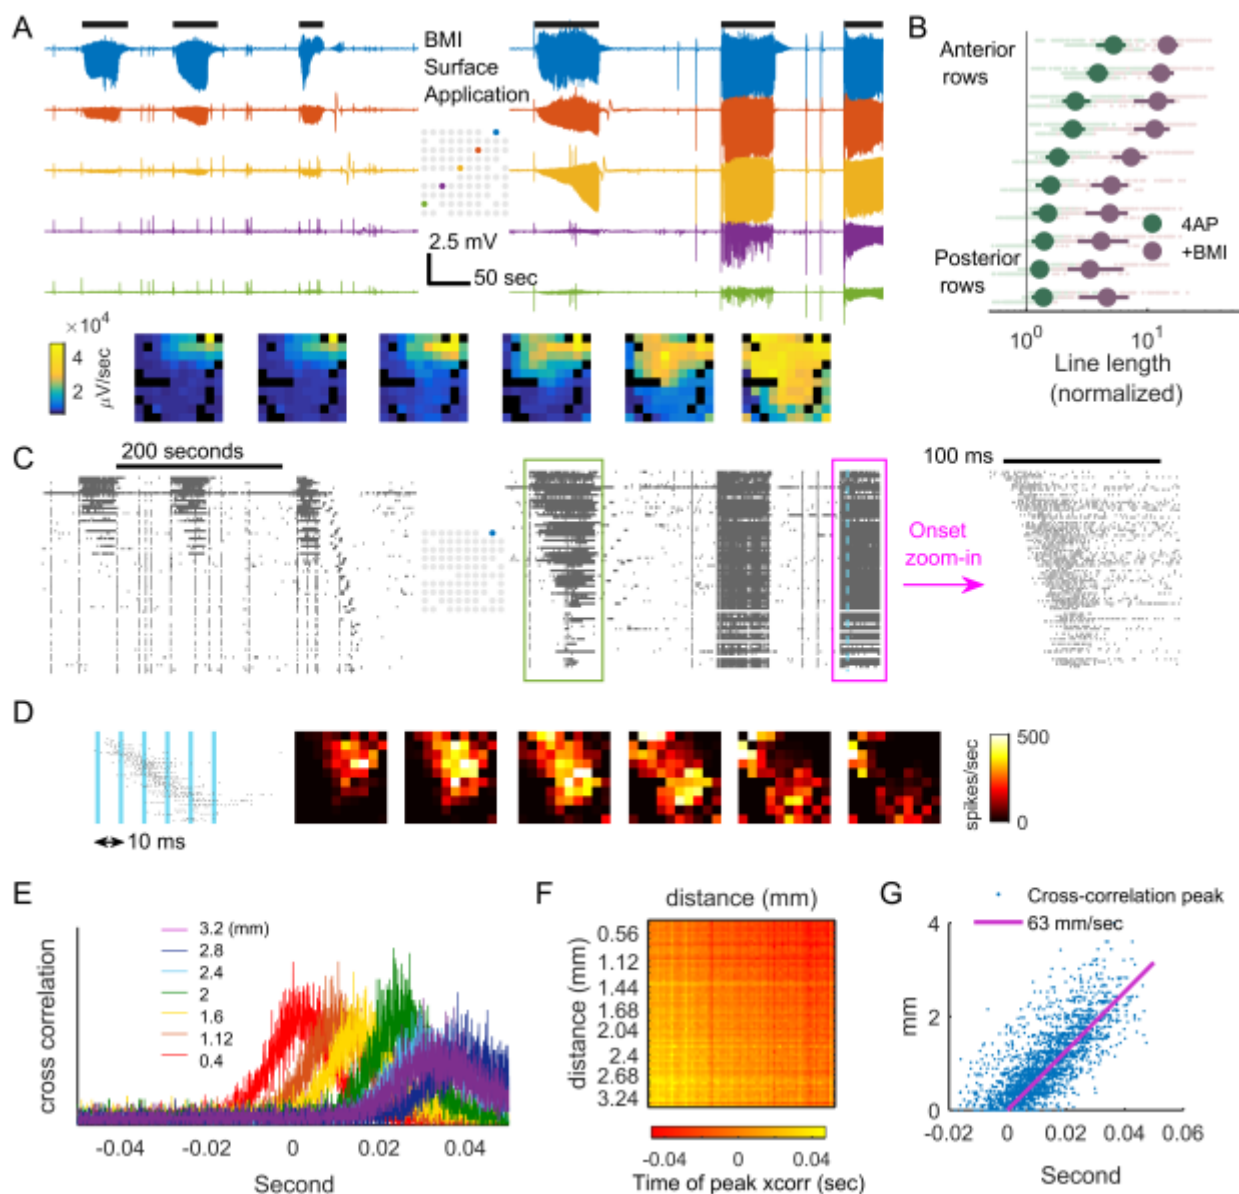 A
BMI
Surface
Application
2.5 mV
50 sec
×10⁴
4
2
0
μV/sec
B
Anterior
rows
4AP
+BMI
Posterior
rows
10⁰
10¹
Line length
(normalized)
C
200 seconds
Onset
zoom-in
100 ms
D
10 ms
500
0
spikes/sec
E
cross correlation
3.2 (mm)
2.8
2.4
2
1.6
1.12
0.4
-0.04
0
0.04
Second
F
distance (mm)
distance (mm)
0.56
1.12
1.44
1.68
2.04
2.4
2.68
3.24
-0.04
0
0.04
Time of peak xcorr (sec)
G
Cross-correlation peak
63 mm/sec
4
2
0
mm
-0.02
0
0.02
0.04
0.06
Second